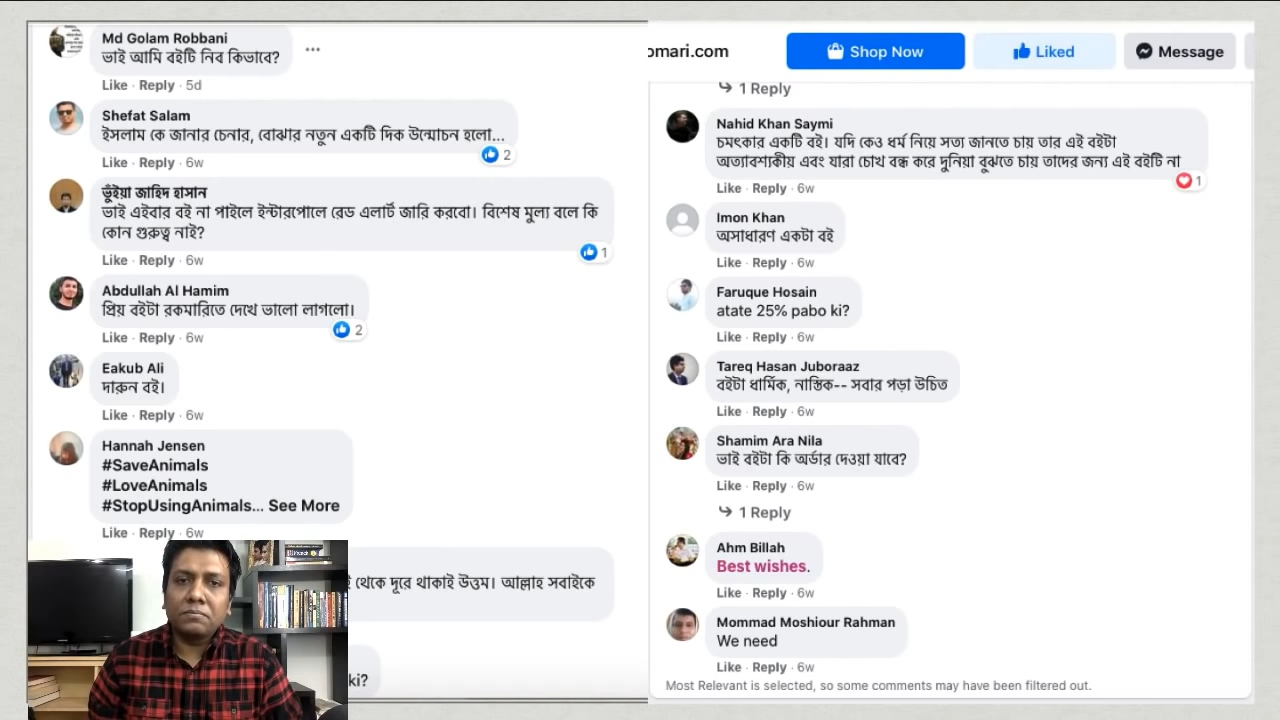 Md Golam Robbani
ভাই আমি বইটি নিব কিভাবে?
Like · Reply · 5d
Shefat Salam
ইসলাম কে জানার চেনার, বোঝার নতুন একটি দিক উন্মোচন হলো...
2
Like · Reply · 6w
ভুঁইয়া জাহিদ হাসান
ভাই এইবার বই না পাইলে ইন্টারপোলে রেড এলার্ট জারি করবো। বিশেষ মুল্য বলে কি
কোন গুরুত্ব নাই?
1
Like · Reply · 6w
Abdullah Al Hamim
প্রিয় বইটা রকমারিতে দেখে ভালো লাগলো।
2
Like · Reply · 6w
Eakub Ali
দারুন বই।
Like · Reply · 6w
Hannah Jensen
#SaveAnimals
#LoveAnimals
#StopUsingAnimals... See More
Like · Reply · 6w
থেকে দূরে থাকাই উত্তম। আল্লাহ সবাইকে
ki?
omari.com
Shop Now
Liked
Message
1 Reply
Nahid Khan Saymi
চমৎকার একটি বই। যদি কেও ধর্ম নিয়ে সত্য জানতে চায় তার এই বইটা
অত্যাবশ্যকীয় এবং যারা চোখ বন্ধ করে দুনিয়া বুঝতে চায় তাদের জন্য এই বইটি না
1
Like · Reply · 6w
Imon Khan
অসাধারণ একটা বই
Like · Reply · 6w
Faruque Hosain
atate 25% pabo ki?
Like · Reply · 6w
Tareq Hasan Juboraaz
বইটা ধার্মিক, নাস্তিক-- সবার পড়া উচিত
Like · Reply · 6w
Shamim Ara Nila
ভাই বইটা কি অর্ডার দেওয়া যাবে?
Like · Reply · 6w
1 Reply
Ahm Billah
Best wishes.
Like · Reply · 6w
Mommad Moshiour Rahman
We need
Like · Reply · 6w
Most Relevant is selected, so some comments may have been filtered out.